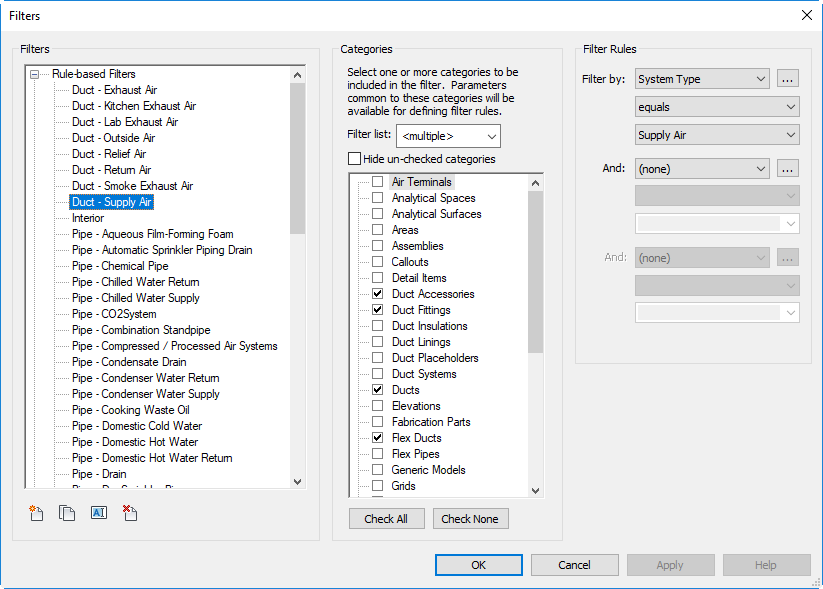 Filters
Filters
Rule-based Filters
Duct - Exhaust Air
Duct - Kitchen Exhaust Air
Duct - Lab Exhaust Air
Duct - Outside Air
Duct - Relief Air
Duct - Return Air
Duct - Smoke Exhaust Air
Duct - Supply Air
Interior
Pipe - Aqueous Film-Forming Foam
Pipe - Automatic Sprinkler Piping Drain
Pipe - Chemical Pipe
Pipe - Chilled Water Return
Pipe - Chilled Water Supply
Pipe - CO2System
Pipe - Combination Standpipe
Pipe - Compressed / Processed Air Systems
Pipe - Condensate Drain
Pipe - Condenser Water Return
Pipe - Condenser Water Supply
Pipe - Cooking Waste Oil
Pipe - Domestic Cold Water
Pipe - Domestic Hot Water
Pipe - Domestic Hot Water Return
Pipe - Drain
Categories
Select one or more categories to be
included in the filter. Parameters
common to these categories will be
available for defining filter rules.
Filter list: <multiple>
Hide un-checked categories
Air Terminals
Analytical Spaces
Analytical Surfaces
Areas
Assemblies
Callouts
Detail Items
Duct Accessories
Duct Fittings
Duct Insulations
Duct Linings
Duct Placeholders
Duct Systems
Ducts
Elevations
Fabrication Parts
Flex Ducts
Flex Pipes
Generic Models
Grids
Check All
Check None
Filter Rules
Filter by: System Type ...
equals
Supply Air
And: (none) ...
And: (none) ...
OK
Cancel
Apply
Help